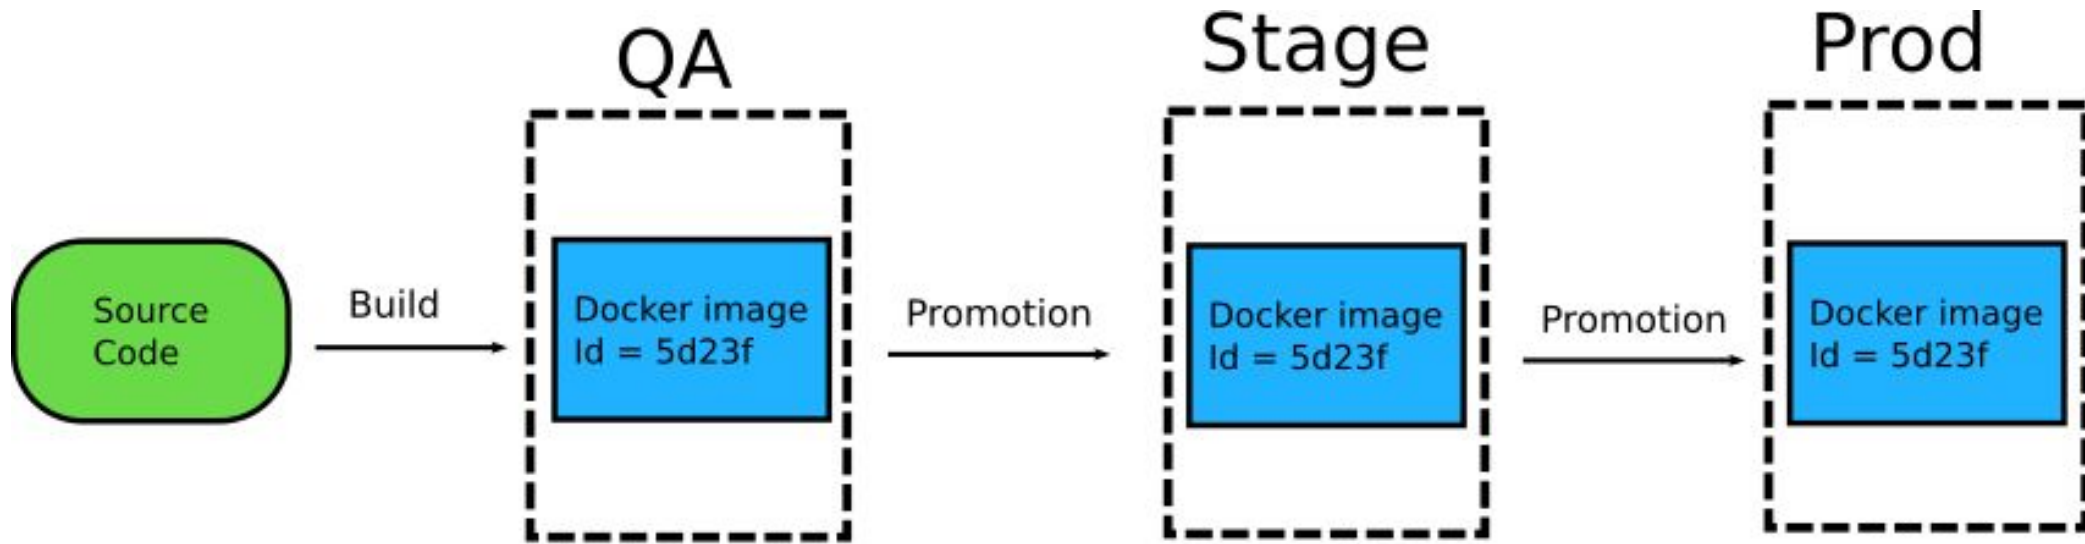 QA
Stage
Prod
Source
Code
Build
Docker image
Id = 5d23f
Promotion
Docker image
Id = 5d23f
Promotion
Docker image
Id = 5d23f